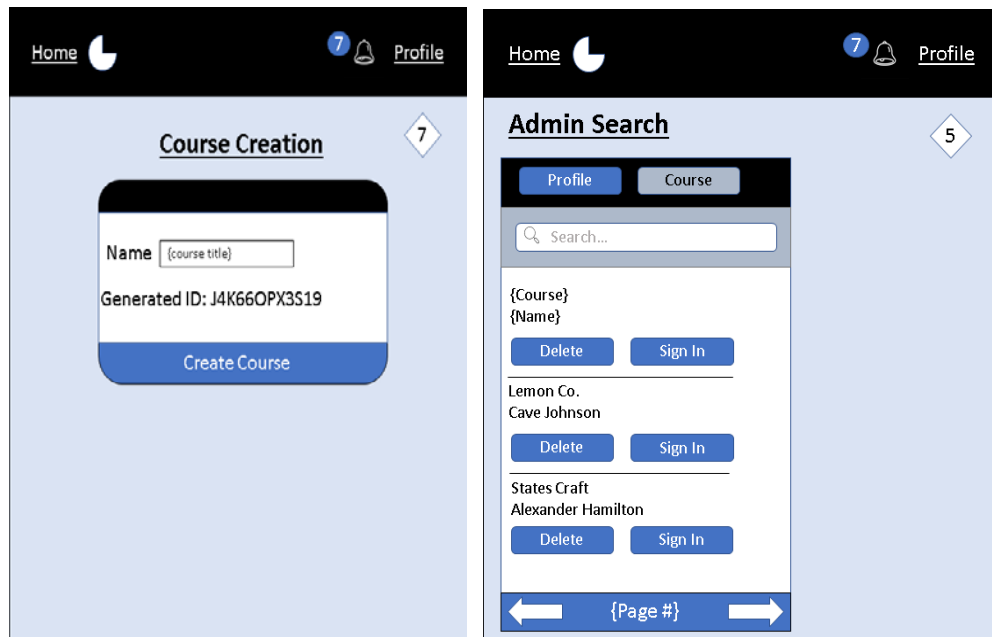 Home 7 Profile
Course Creation 7
Name {course title}
Generated ID: J4K66OPX3S19
Create Course
Home 7 Profile
Admin Search 5
Profile Course
Search...
{Course}
{Name}
Delete Sign In
Lemon Co.
Cave Johnson
Delete Sign In
States Craft
Alexander Hamilton
Delete Sign In
{Page #}